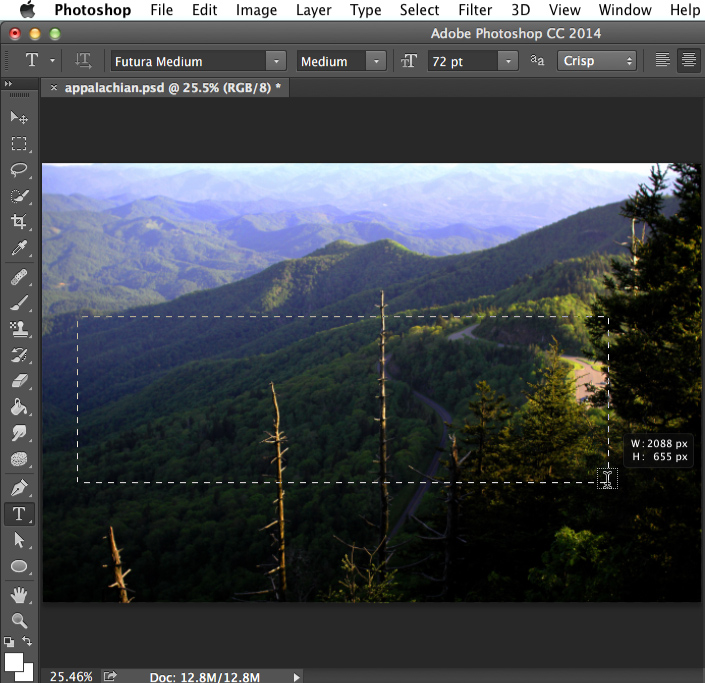 Photoshop File Edit Image Layer Type Select Filter 3D View Window Help
Adobe Photoshop CC 2014
T T Futura Medium Medium TT 72 pt aa Crisp
× appalachian.psd @ 25.5% (RGB/8) *
W: 2088 px
H: 655 px
T
25.46% Doc: 12.8M/12.8M